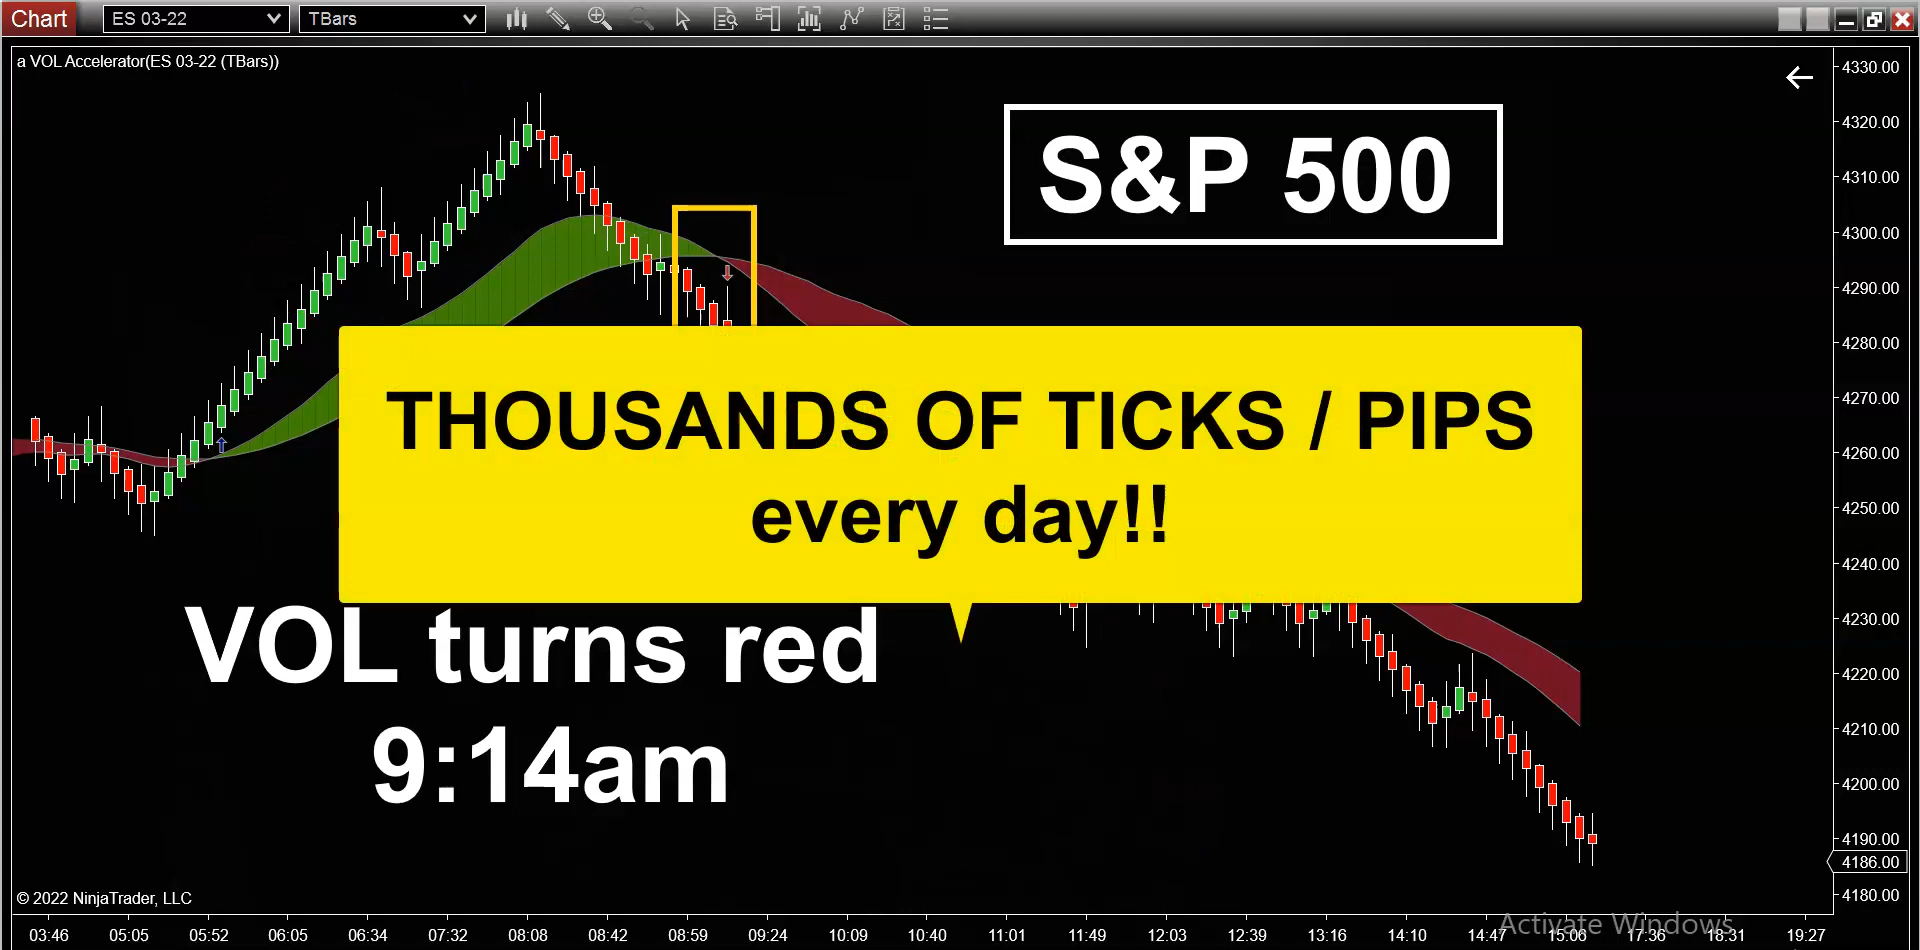 Chart
ES 03-22
TBars
a VOL Accelerator(ES 03-22 (TBars))
S&P 500
THOUSANDS OF TICKS / PIPS
every day!!
VOL turns red
9:14am
4330.00
4320.00
4310.00
4300.00
4290.00
4280.00
4270.00
4260.00
4250.00
4240.00
4230.00
4220.00
4210.00
4200.00
4190.00
4186.00
4180.00
© 2022 NinjaTrader, LLC
Activate Windows
03:46 05:05 05:52 06:05 06:34 07:32 08:08 08:42 08:59 09:24 10:09 10:40 11:01 11:49 12:03 12:39 13:16 14:10 14:47 15:06 17:36 18:31 19:27